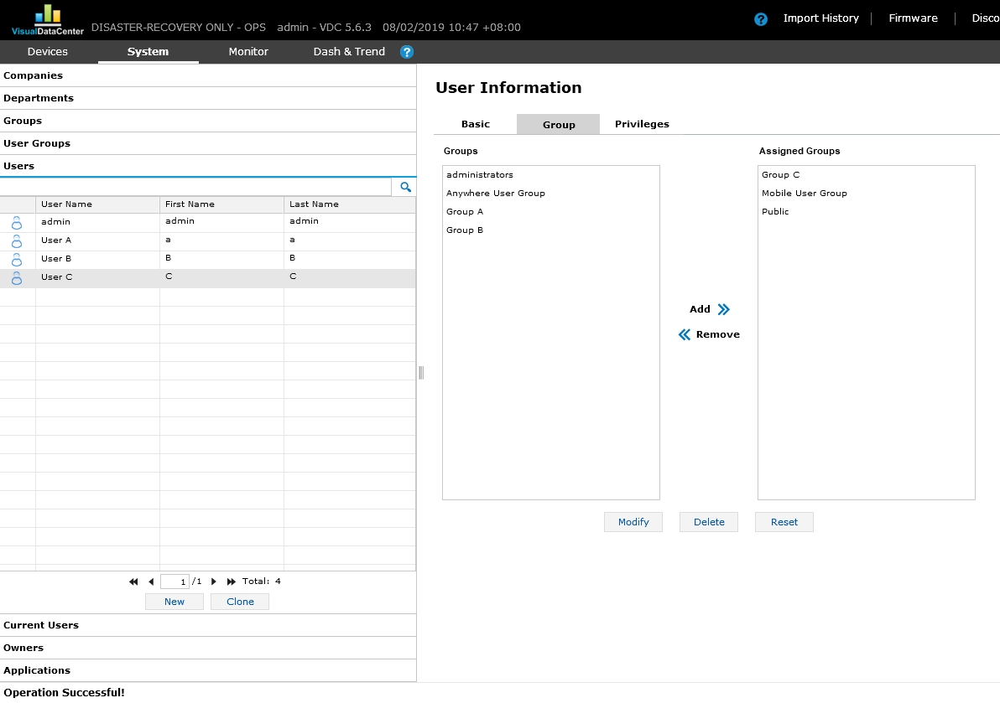 VisualDataCenter DISASTER-RECOVERY ONLY - OPS admin - VDC 5.6.3 08/02/2019 10:47 +08:00 ? Import History Firmware Disco
Devices System Monitor Dash & Trend ?
Companies
Departments
Groups
User Groups
Users
User Name First Name Last Name
admin admin admin
User A a a
User B B B
User C C C
1 /1 Total: 4
New Clone
Current Users
Owners
Applications
Operation Successful!
User Information
Basic Group Privileges
Groups
administrators
Anywhere User Group
Group A
Group B
Add
Remove
Assigned Groups
Group C
Mobile User Group
Public
Modify Delete Reset